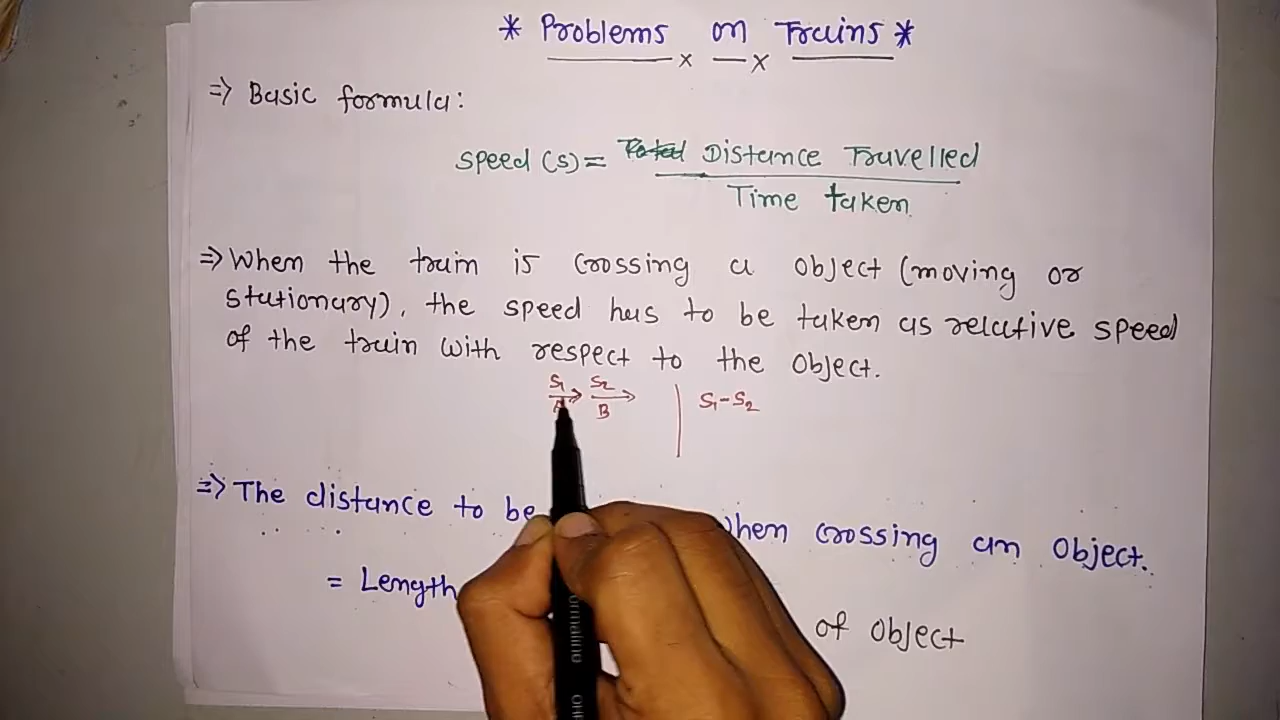 * Problems on Trains *
⇒ Basic formula:
Speed (s) = Distance Travelled
Time taken
⇒ When the train is crossing a object (moving or
stationary), the speed has to be taken as relative speed
of the train with respect to the object.
S1 S2 S1-S2
A B
⇒ The distance to be when crossing an object.
= Length of object